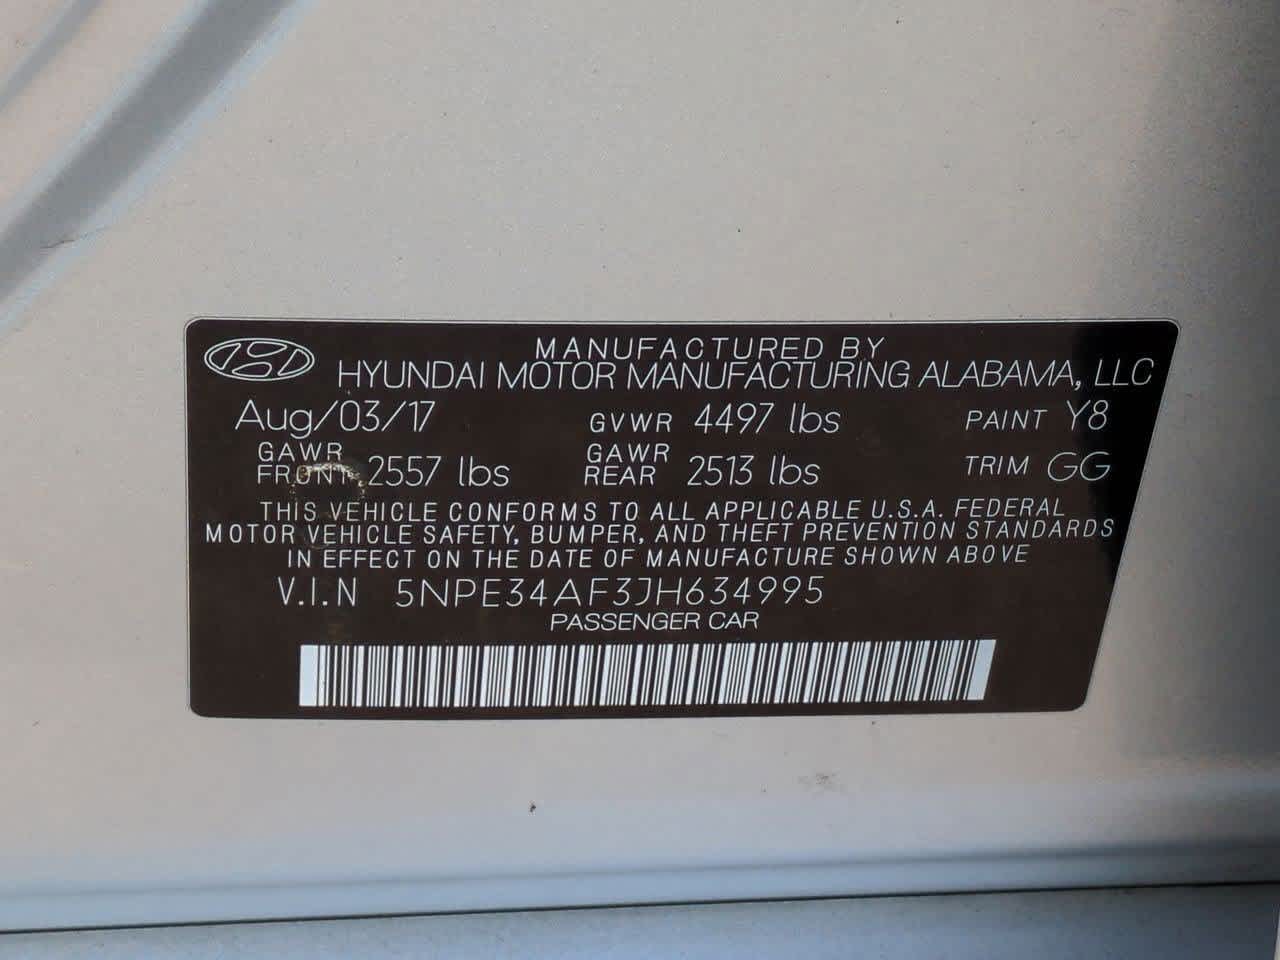 MANUFACTURED BY
HYUNDAI MOTOR MANUFACTURING ALABAMA, LLC
Aug/03/17 GVWR 4497 lbs PAINT Y8
GAWR FRONT 2557 lbs GAWR REAR 2513 lbs TRIM GG
THIS VEHICLE CONFORMS TO ALL APPLICABLE U.S.A. FEDERAL
MOTOR VEHICLE SAFETY, BUMPER, AND THEFT PREVENTION STANDARDS
IN EFFECT ON THE DATE OF MANUFACTURE SHOWN ABOVE
V.I.N 5NPE34AF3JH634995
PASSENGER CAR